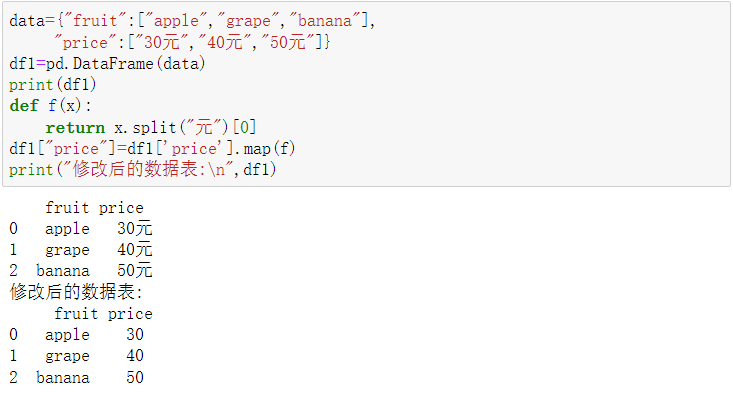 data={"fruit":["apple","grape","banana"],
"price":["30元","40元","50元"]}
df1=pd.DataFrame(data)
print(df1)
def f(x):
    return x.split("元")[0]
df1["price"]=df1['price'].map(f)
print("修改后的数据表:\n",df1)
fruit price
0 apple 30元
1 grape 40元
2 banana 50元
修改后的数据表:
fruit price
0 apple 30
1 grape 40
2 banana 50